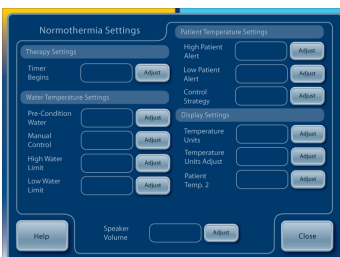 Normothermia Settings
Therapy Settings
Timer
Begins
Adjust
Water Temperature Settings
Pre-Condition
Water
Adjust
Manual
Control
Adjust
High Water
Limit
Adjust
Low Water
Limit
Adjust
Patient Temperature Settings
High Patient
Alert
Adjust
Low Patient
Alert
Adjust
Control
Strategy
Adjust
Display Settings
Temperature
Units
Adjust
Temperature
Units Adjust
Adjust
Patient
Temp. 2
Adjust
Help
Speaker
Volume
Adjust
Close